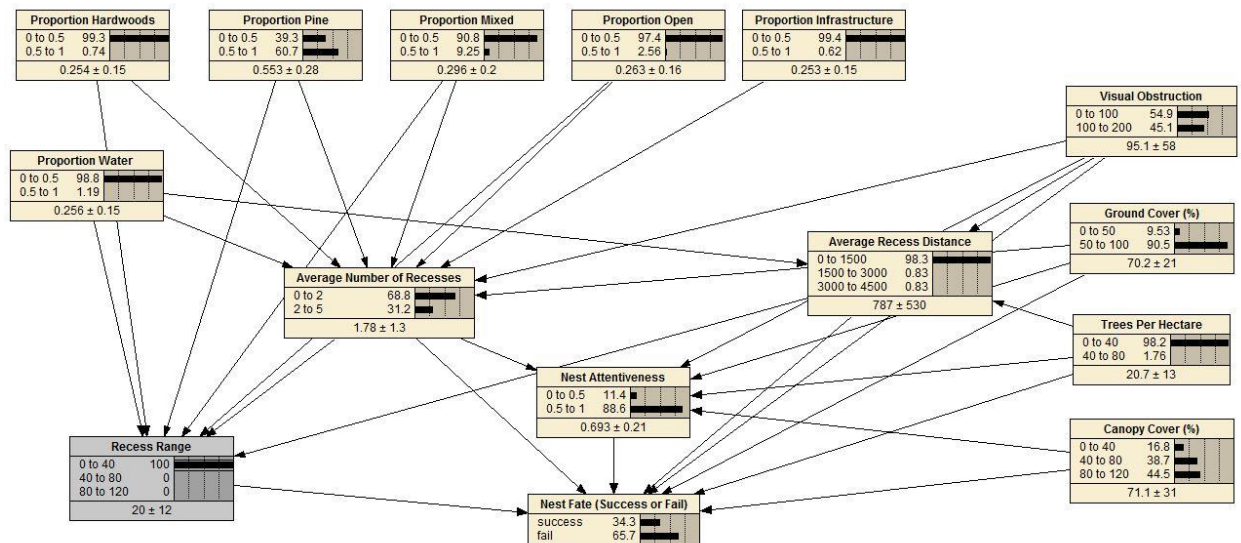 Proportion Hardwoods
0 to 0.5 99.3
0.5 to 1 0.74
0.254 ± 0.15
Proportion Pine
0 to 0.5 39.3
0.5 to 1 60.7
0.553 ± 0.28
Proportion Mixed
0 to 0.5 90.8
0.5 to 1 9.25
0.296 ± 0.2
Proportion Open
0 to 0.5 97.4
0.5 to 1 2.56
0.263 ± 0.16
Proportion Infrastructure
0 to 0.5 99.4
0.5 to 1 0.62
0.253 ± 0.15
Visual Obstruction
0 to 100 54.9
100 to 200 45.1
95.1 ± 58
Proportion Water
0 to 0.5 98.8
0.5 to 1 1.19
0.256 ± 0.15
Ground Cover (%)
0 to 50 9.53
50 to 100 90.5
70.2 ± 21
Average Recess Distance
0 to 1500 98.3
1500 to 3000 0.83
3000 to 4500 0.83
787 ± 530
Average Number of Recesses
0 to 2 68.8
2 to 5 31.2
1.78 ± 1.3
Trees Per Hectare
0 to 40 98.2
40 to 80 1.76
20.7 ± 13
Nest Attentiveness
0 to 0.5 11.4
0.5 to 1 88.6
0.693 ± 0.21
Canopy Cover (%)
0 to 40 16.8
40 to 80 38.7
80 to 120 44.5
71.1 ± 31
Recess Range
0 to 40 100
40 to 80 0
80 to 120 0
20 ± 12
Nest Fate (Success or Fail)
success 34.3
fail 65.7